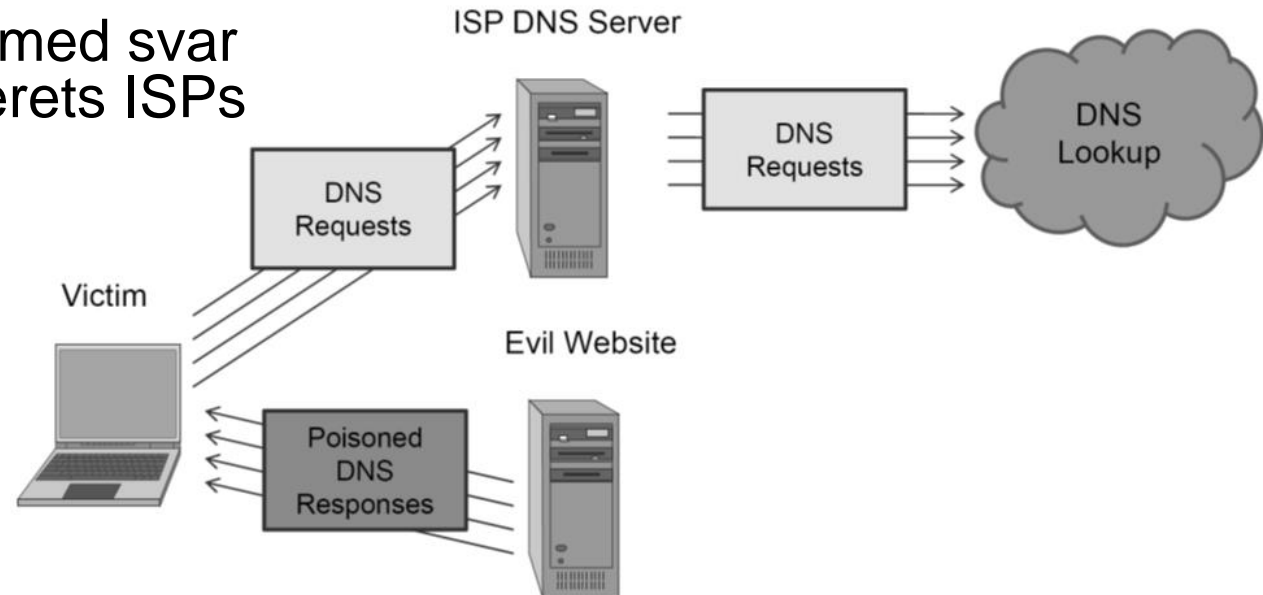 med svar
erets ISPs
ISP DNS Server
DNS
Requests
DNS
Requests
DNS
Lookup
Victim
Evil Website
Poisoned
DNS
Responses